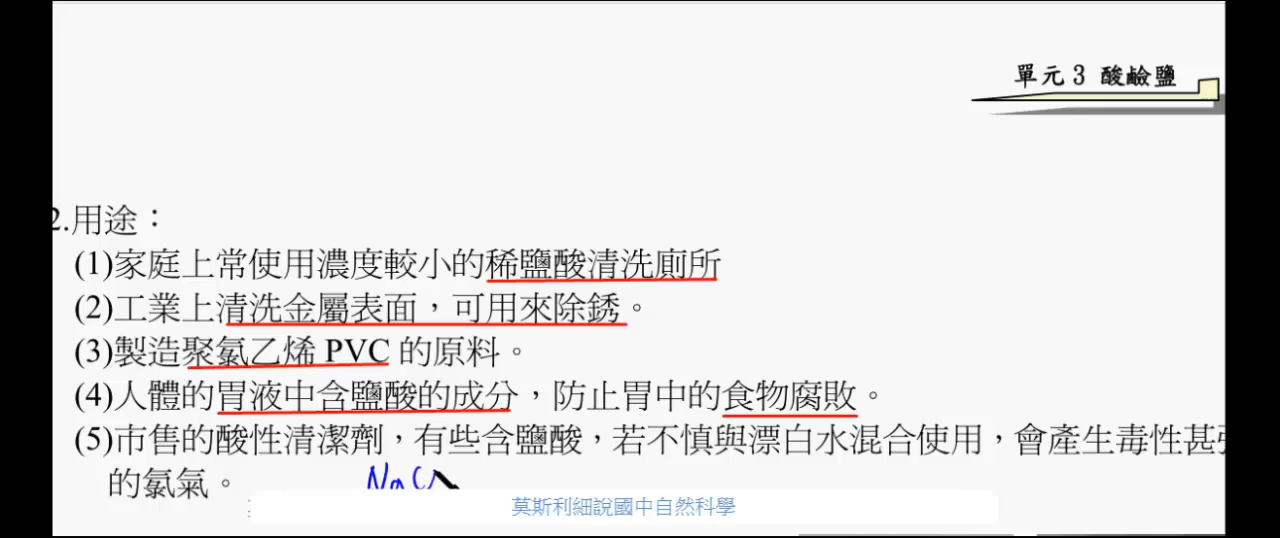 單元3 酸鹼鹽
2.用途：
(1)家庭上常使用濃度較小的稀鹽酸清洗廁所
(2)工業上清洗金屬表面，可用來除銹。
(3)製造聚氯乙烯 PVC 的原料。
(4)人體的胃液中含鹽酸的成分，防止胃中的食物腐敗。
(5)市售的酸性清潔劑，有些含鹽酸，若不慎與漂白水混合使用，會產生毒性甚
的氯氣。
NaC
莫斯利細說國中自然科學